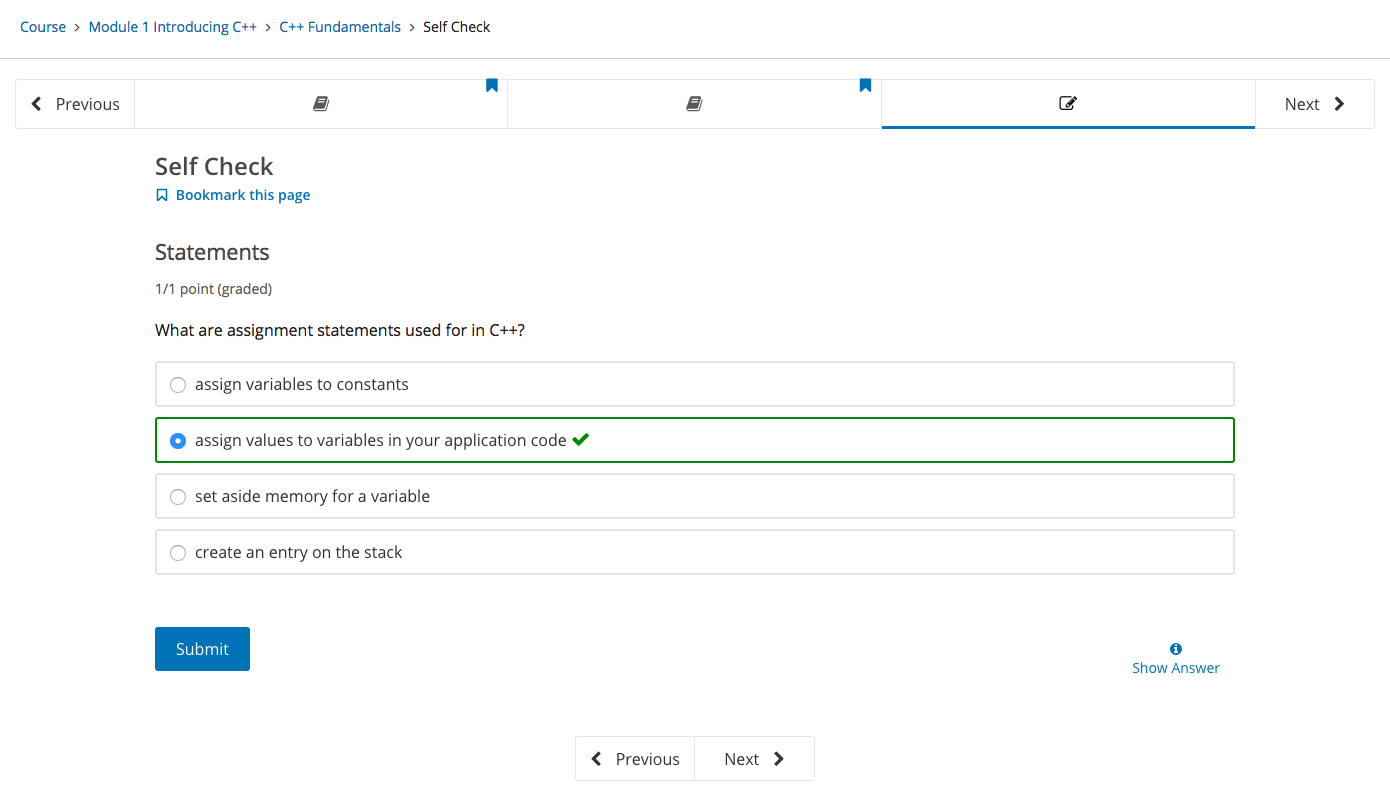 Course > Module 1 Introducing C++ > C++ Fundamentals > Self Check
Previous
Next
Self Check
Bookmark this page
Statements
1/1 point (graded)
What are assignment statements used for in C++?
assign variables to constants
assign values to variables in your application code
set aside memory for a variable
create an entry on the stack
Submit
Show Answer
Previous
Next